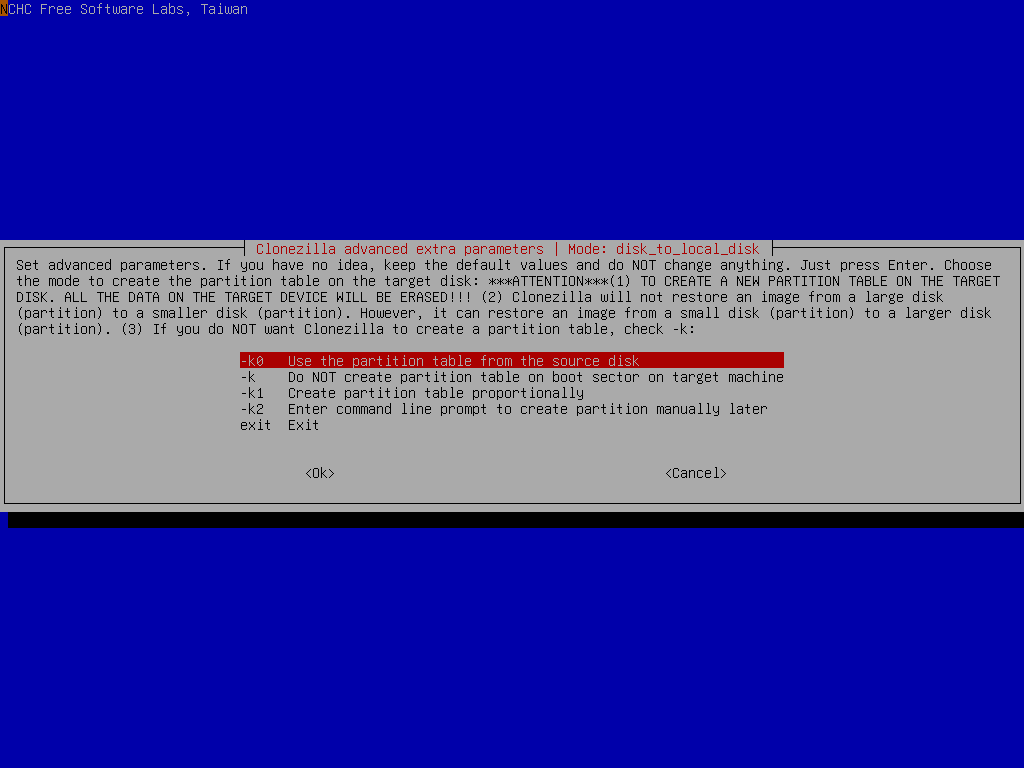 NCHC Free Software Labs, Taiwan
Clonezilla advanced extra parameters | Mode: disk_to_local_disk
Set advanced parameters. If you have no idea, keep the default values and do NOT change anything. Just press Enter. Choose
the mode to create the partition table on the target disk: ***ATTENTION***(1) TO CREATE A NEW PARTITION TABLE ON THE TARGET
DISK. ALL THE DATA ON THE TARGET DEVICE WILL BE ERASED!!! (2) Clonezilla will not restore an image from a large disk
(partition) to a smaller disk (partition). However, it can restore an image from a small disk (partition) to a larger disk
(partition). (3) If you do NOT want Clonezilla to create a partition table, check -k:
-k0 Use the partition table from the source disk
-k Do NOT create partition table on boot sector on target machine
-k1 Create partition table proportionally
-k2 Enter command line prompt to create partition manually later
exit Exit
<Ok> <Cancel>